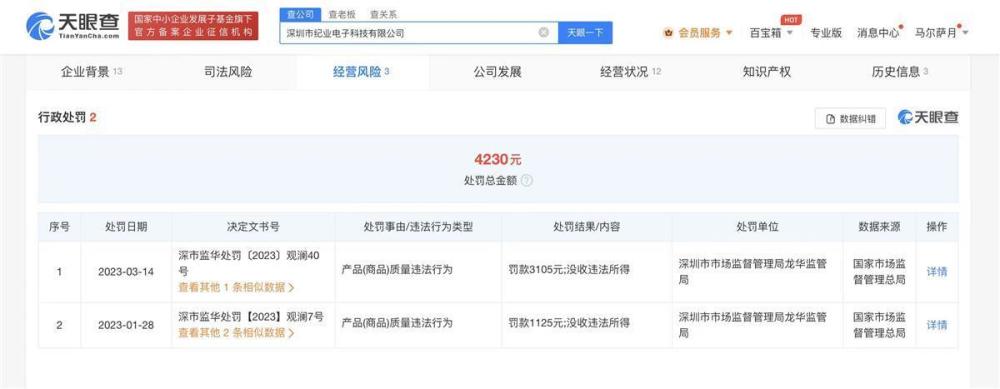 天眼查
TianYanCha.com
国家中小企业发展子基金旗下
官方备案企业征信机构
查公司 查老板 查关系
深圳市纪业电子科技有限公司
天眼一下
会员服务
百宝箱
HOT
专业版
消息中心
马尔萨月
企业背景 13
司法风险
经营风险 3
公司发展
经营状况 12
知识产权
历史信息 3
行政处罚 2
数据纠错
天眼查
4230元
处罚总金额
序号 处罚日期 决定文书号 处罚事由/违法行为类型 处罚结果/内容 处罚单位 数据来源 操作
1
2023-03-14
深市监华处罚〔2023〕观澜40
号
查看其他 1 条相似数据 >
产品(商品)质量违法行为
罚款3105元;没收违法所得
深圳市市场监督管理局龙华监管
局
国家市场监
督管理总局
详情
2
2023-01-28
深市监华处罚【2023】观澜7号
查看其他 2 条相似数据 >
产品(商品)质量违法行为
罚款1125元;没收违法所得
深圳市市场监督管理局龙华监管
局
国家市场监
督管理总局
详情